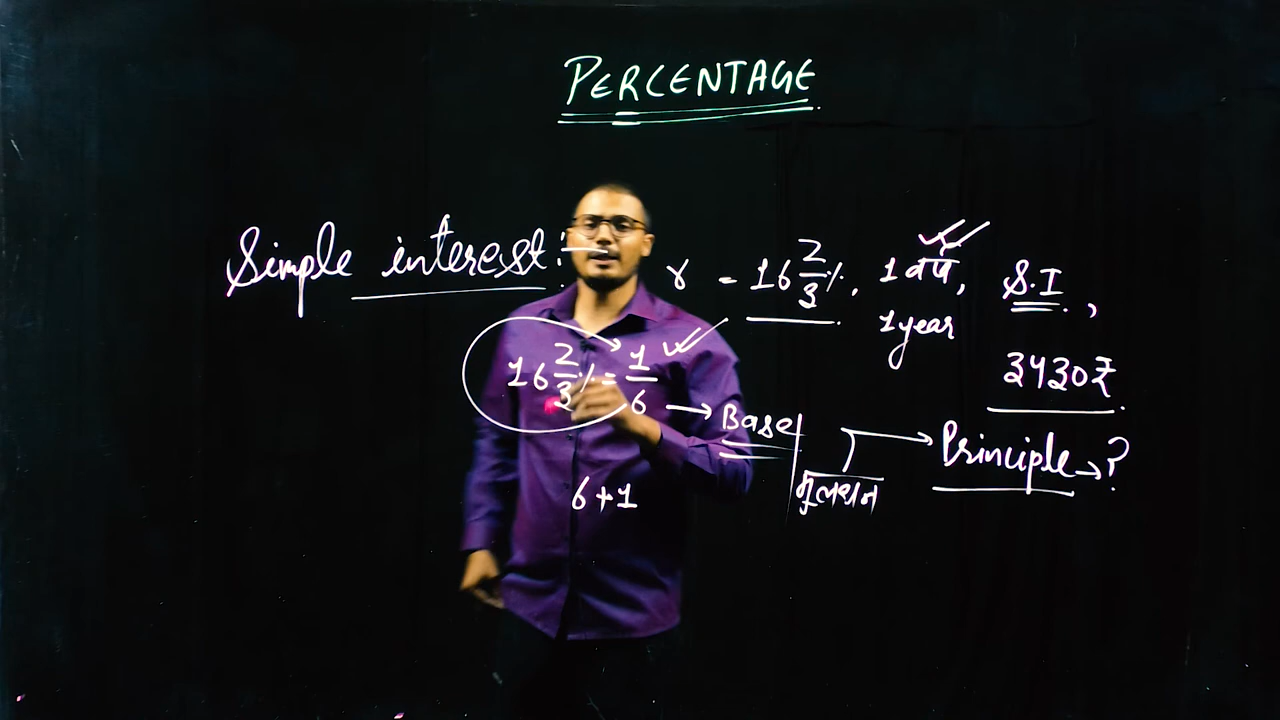 PERCENTAGE
Simple interest :- r = 16 2/3 %, 1 वर्ष, S.I,
1 year
3430₹
16 2/3 % = 1/6 → Base
मूलधन → Principle → ?
6 + 1